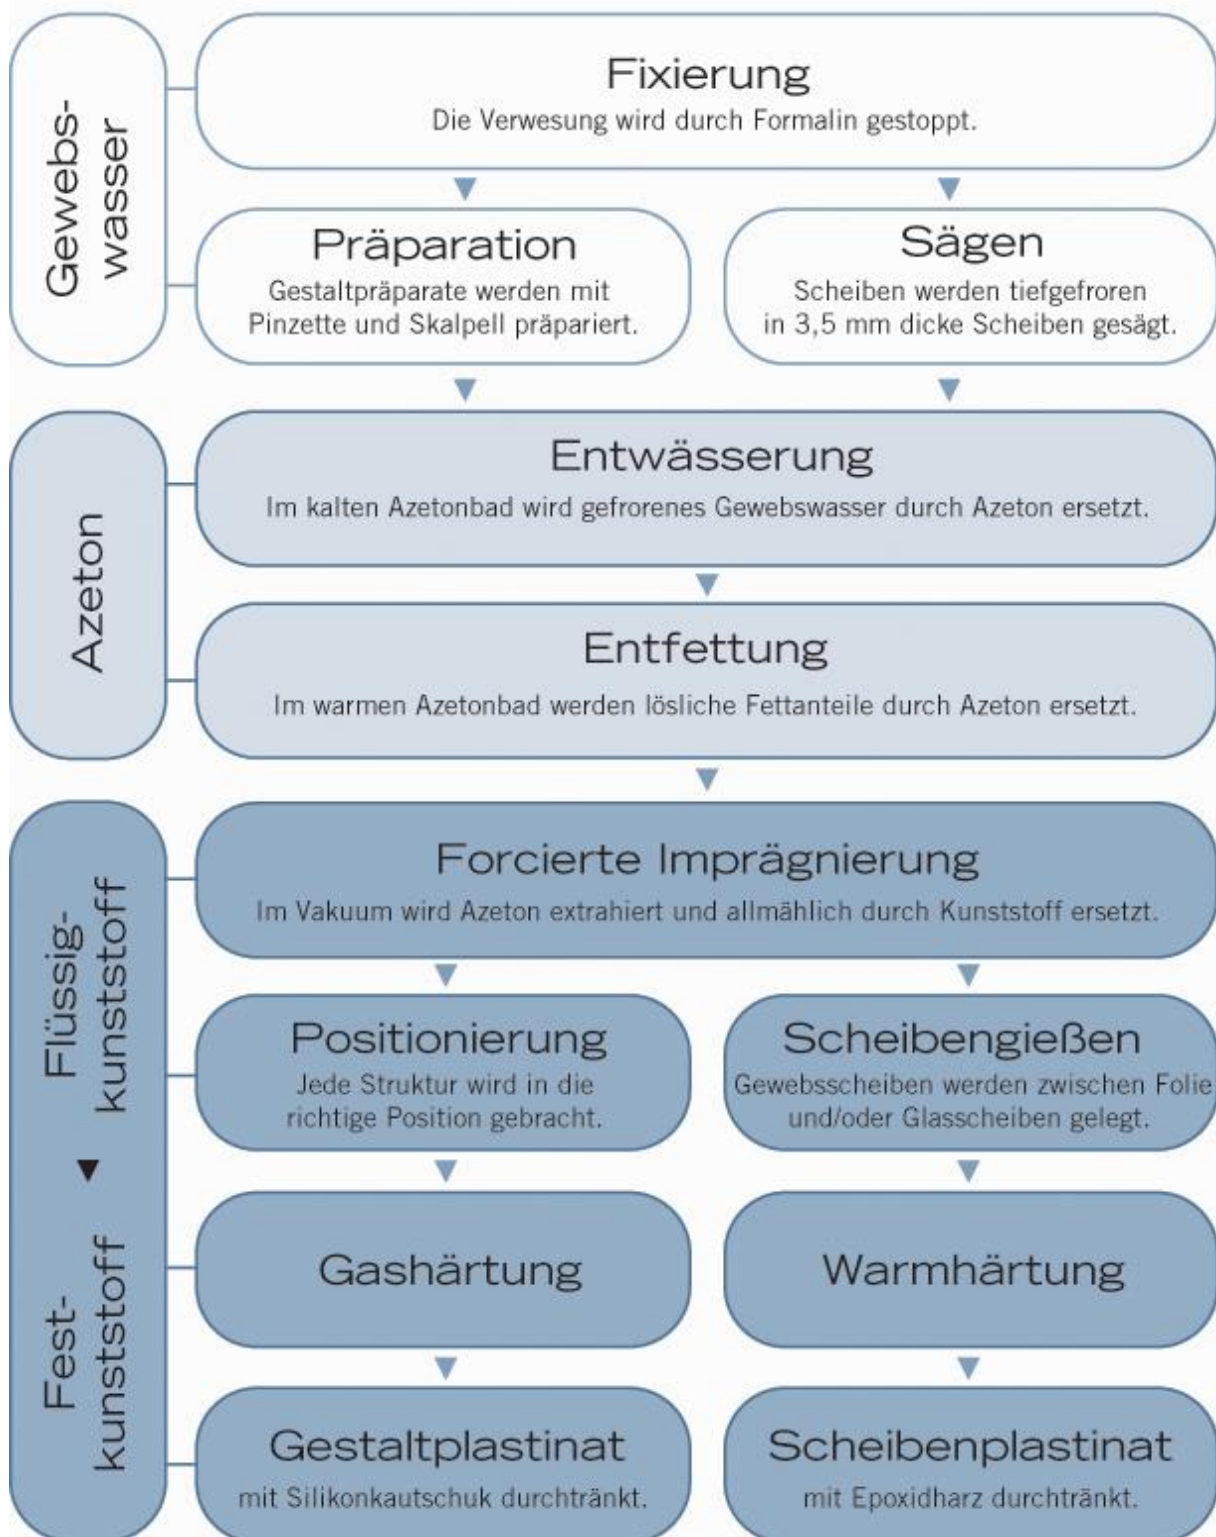 Gewebs-
wasser
Fixierung
Die Verwesung wird durch Formalin gestoppt.
Präparation
Gestaltpräparate werden mit
Pinzette und Skalpell präpariert.
Sägen
Scheiben werden tiefgefroren
in 3,5 mm dicke Scheiben gesägt.
Azeton
Entwässerung
Im kalten Azetonbad wird gefrorenes Gewebswasser durch Azeton ersetzt.
Entfettung
Im warmen Azetonbad werden lösliche Fettanteile durch Azeton ersetzt.
Flüssig-
kunststoff
Forcierte Imprägnierung
Im Vakuum wird Azeton extrahiert und allmählich durch Kunststoff ersetzt.
Positionierung
Jede Struktur wird in die
richtige Position gebracht.
Scheibengießen
Gewebsscheiben werden zwischen Folie
und/oder Glasscheiben gelegt.
Fest-
kunststoff
Gashärtung
Warmhärtung
Gestaltplastinat
mit Silikonkautschuk durchtränkt.
Scheibenplastinat
mit Epoxidharz durchtränkt.